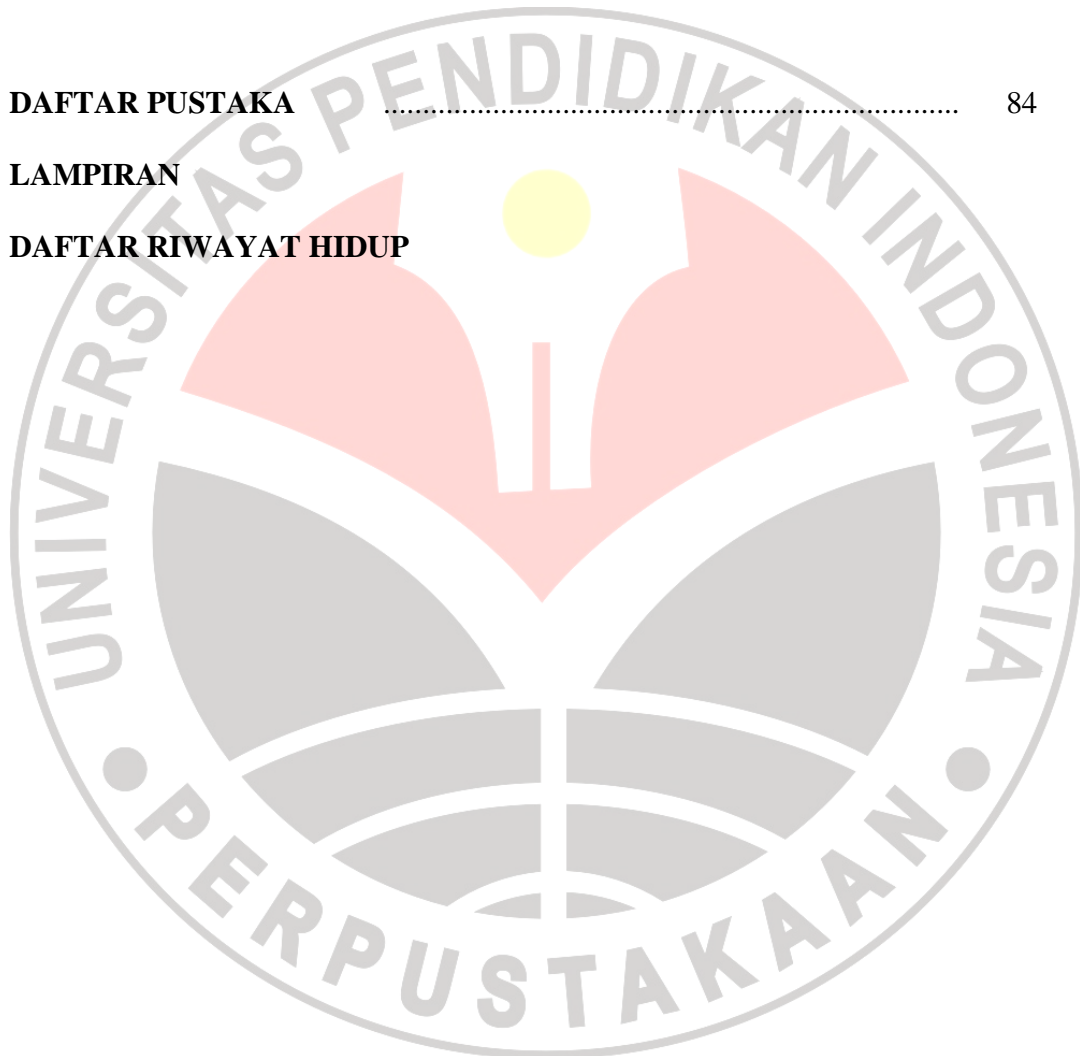 DAFTAR PUSTAKA .......................................................................... 84
LAMPIRAN
DAFTAR RIWAYAT HIDUP
UNIVERSITAS PENDIDIKAN INDONESIA
PERPUSTAKAAN